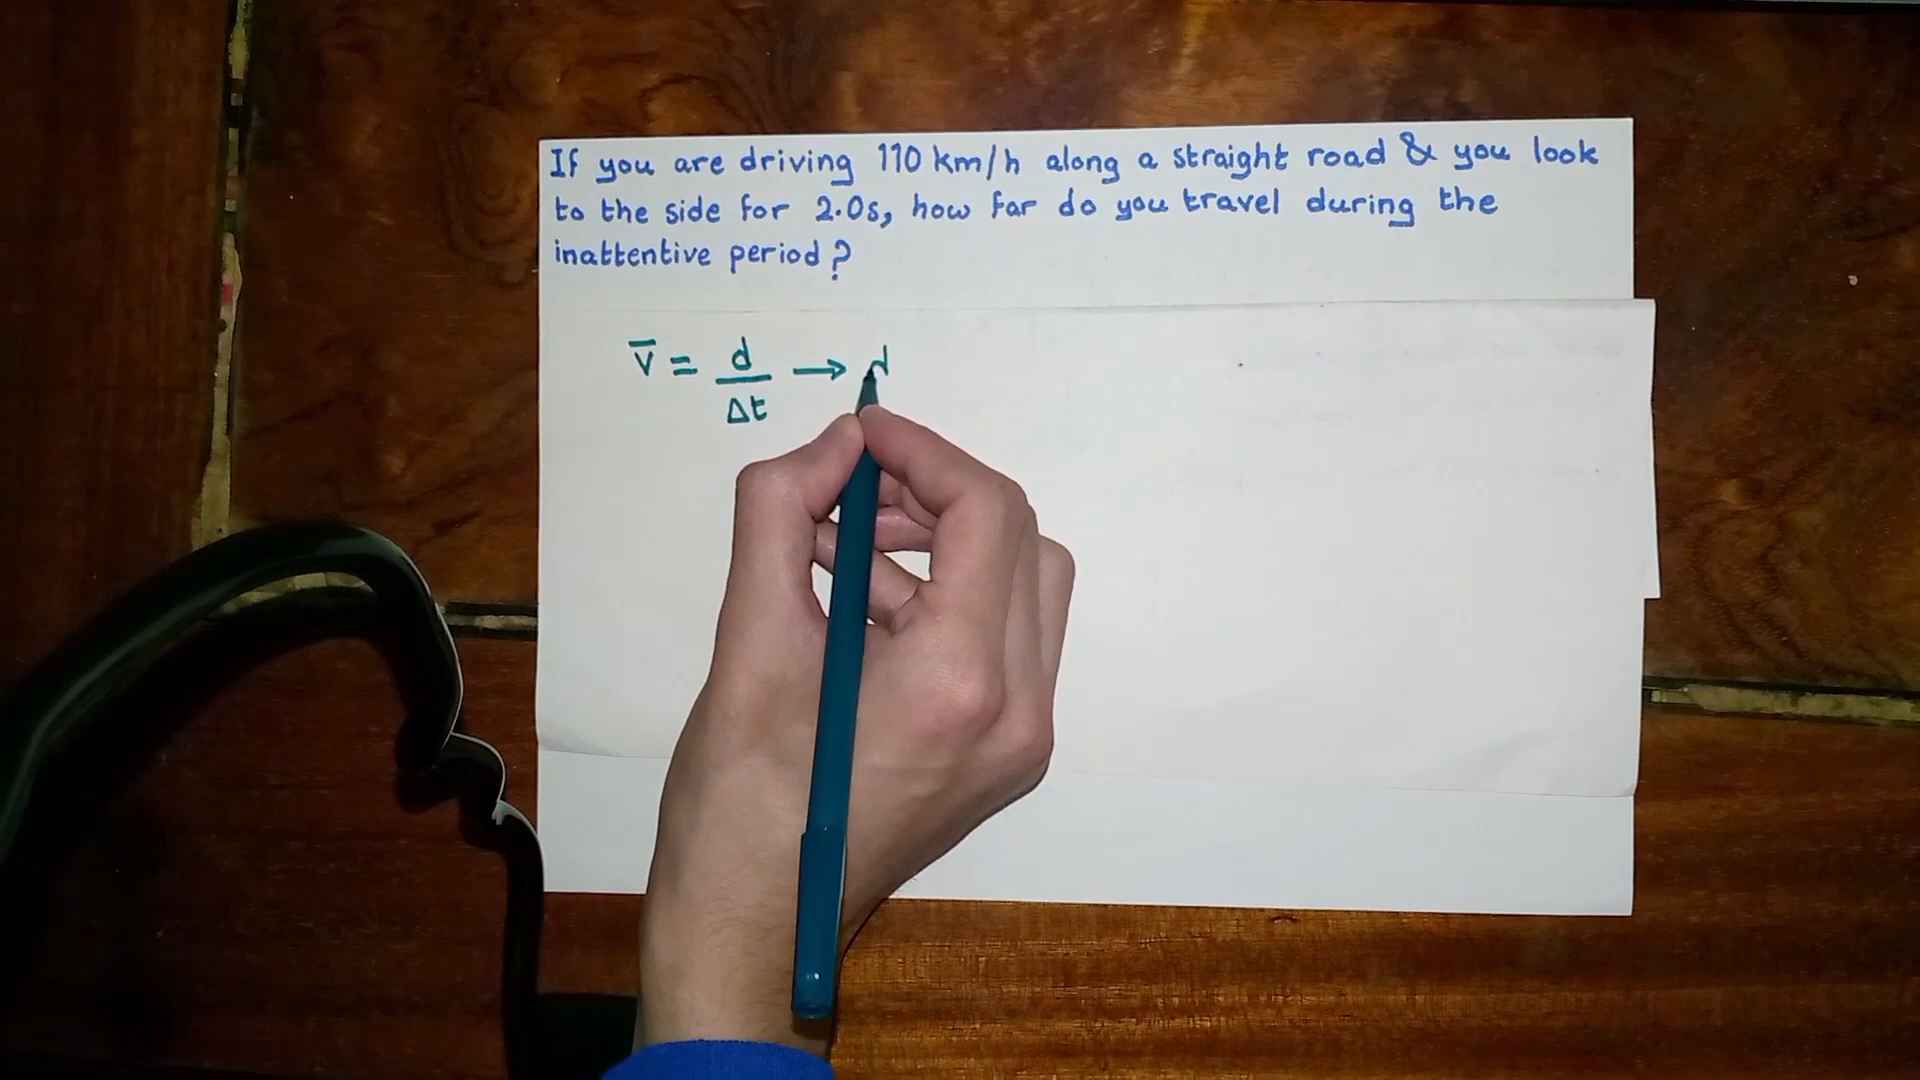 If you are driving 110 km/h along a straight road & you look
to the side for 2.0s, how far do you travel during the
inattentive period?
v̅ = d/Δt → d